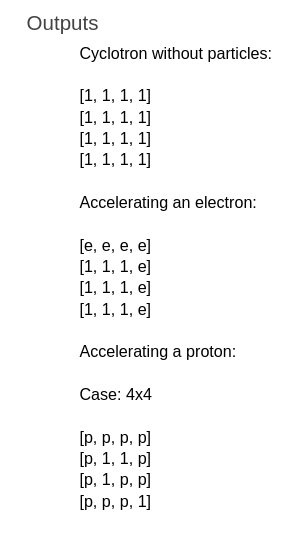 Outputs
Cyclotron without particles:
[1, 1, 1, 1]
[1, 1, 1, 1]
[1, 1, 1, 1]
[1, 1, 1, 1]
Accelerating an electron:
[e, e, e, e]
[1, 1, 1, e]
[1, 1, 1, e]
[1, 1, 1, e]
Accelerating a proton:
Case: 4x4
[p, p, p, p]
[p, 1, 1, p]
[p, 1, p, p]
[p, p, p, 1]